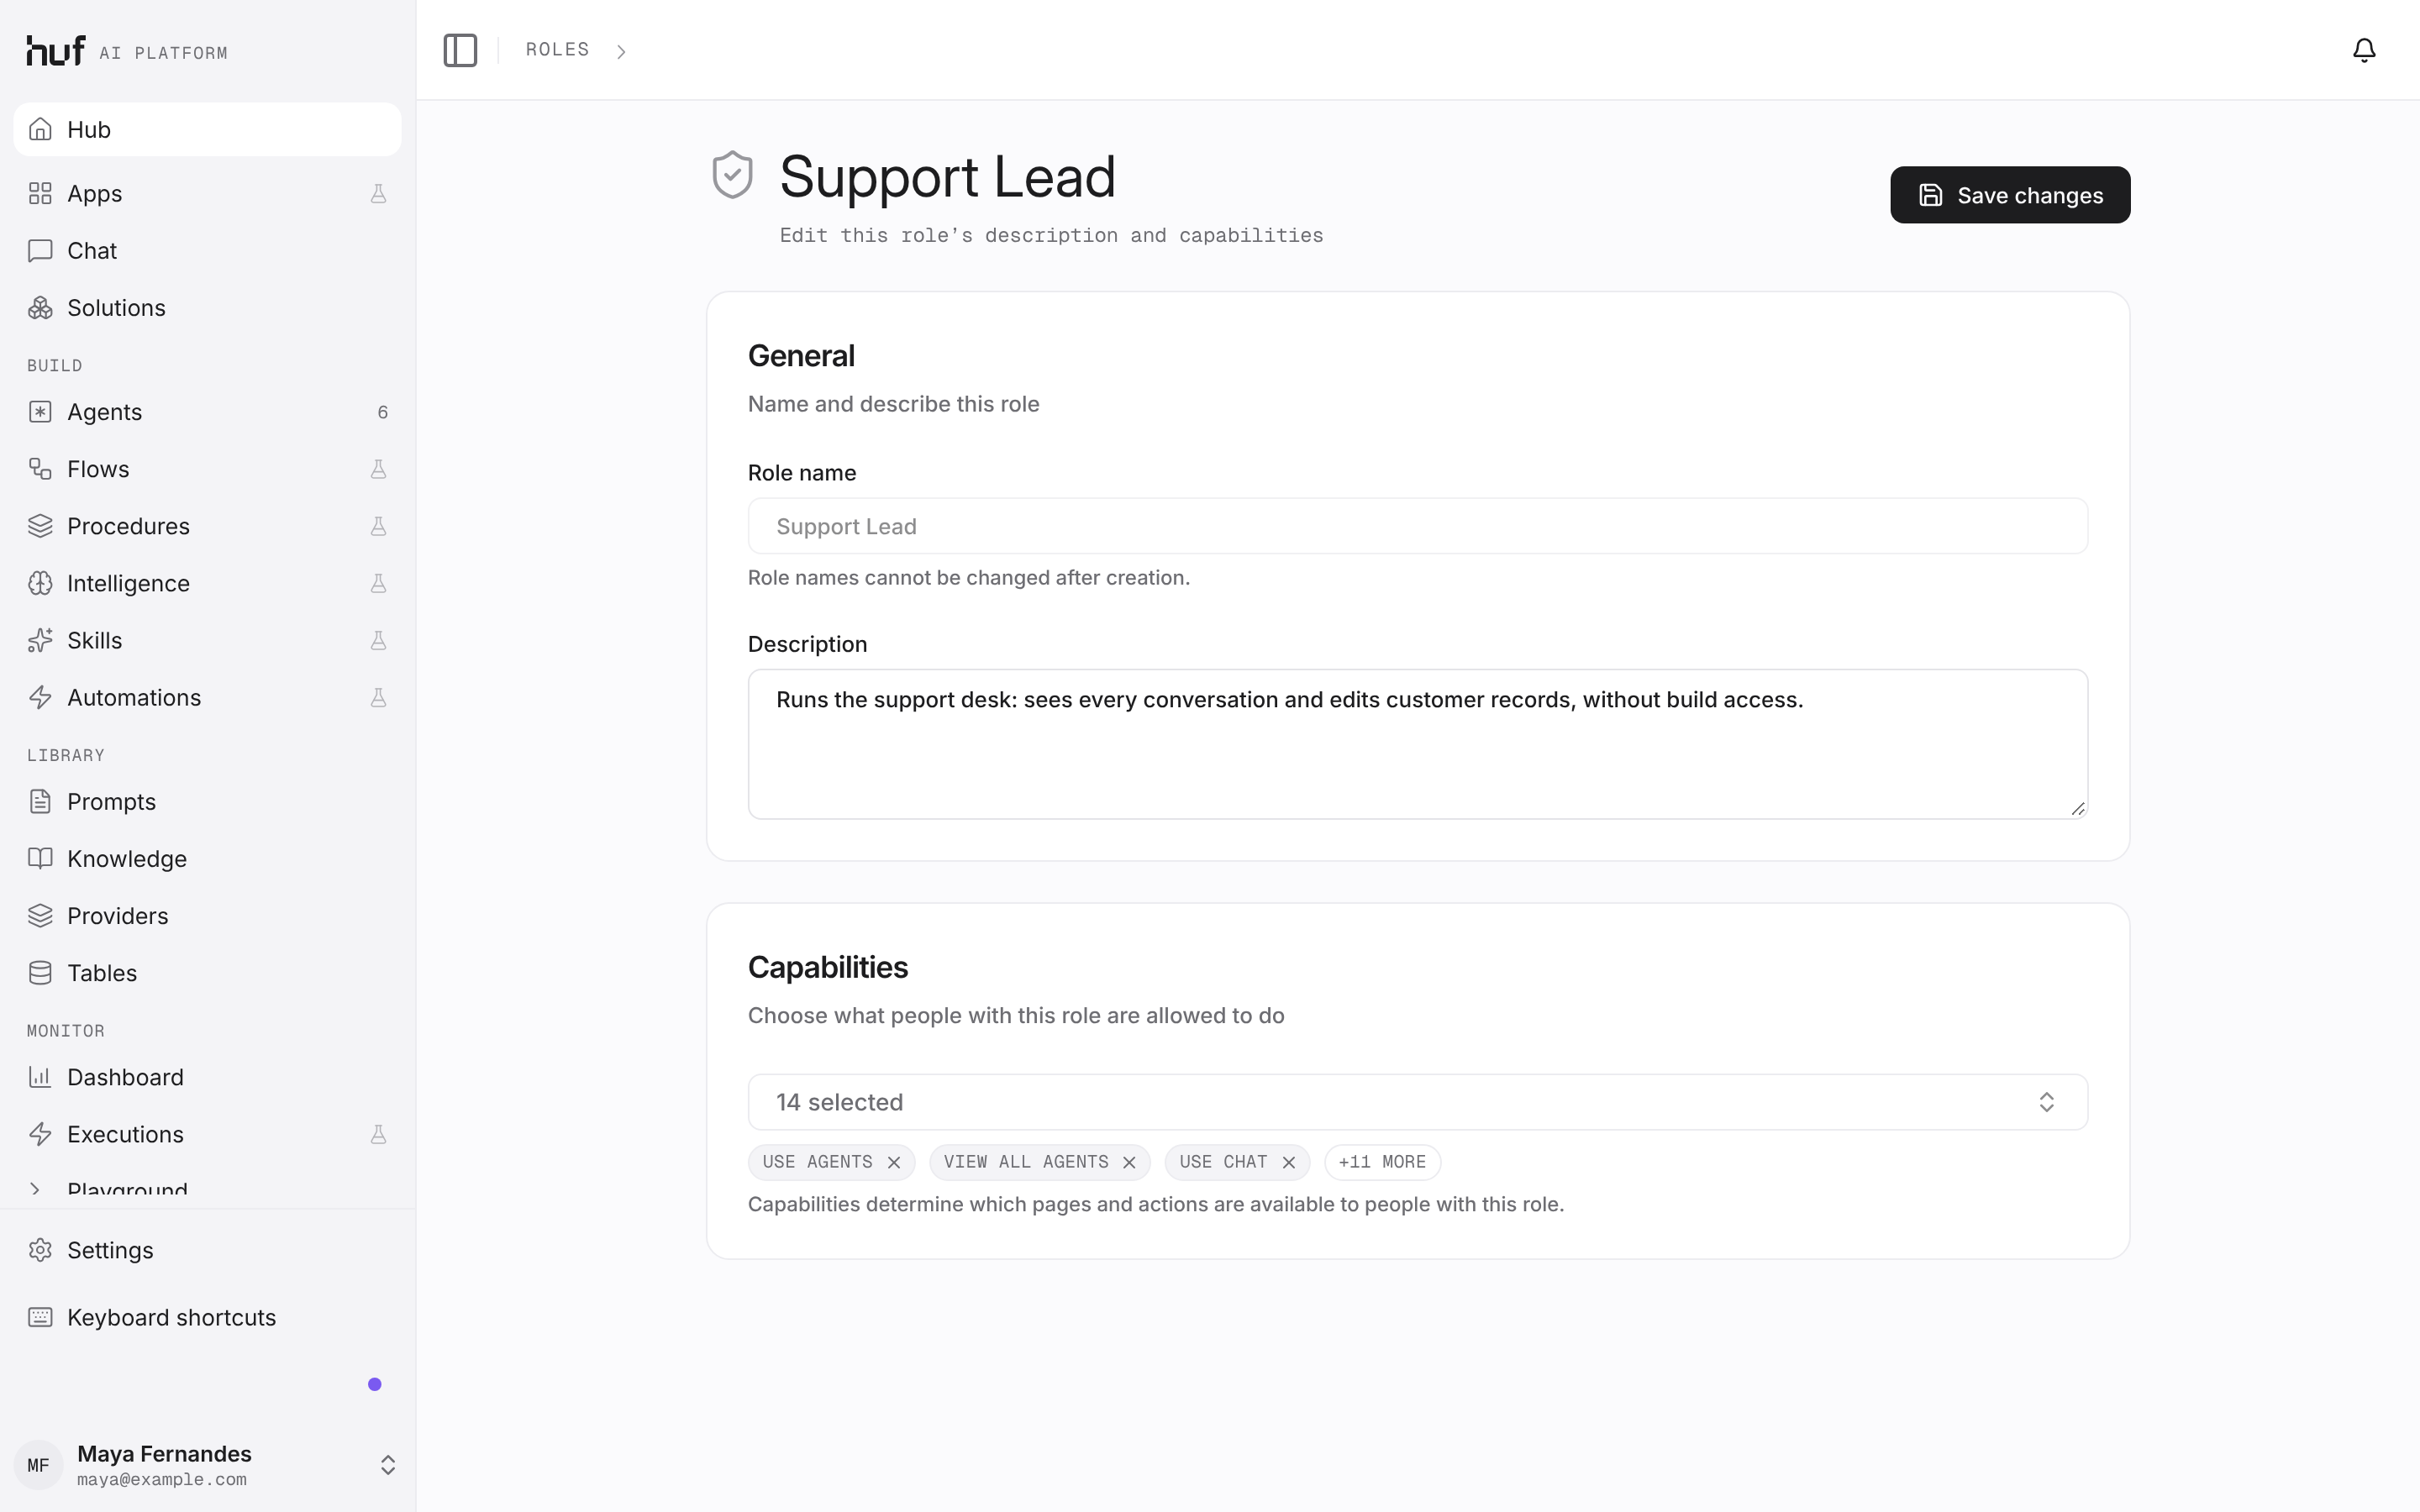 huf AI PLATFORM
Hub
Apps
Chat
Solutions
BUILD
Agents 6
Flows
Procedures
Intelligence
Skills
Automations
LIBRARY
Prompts
Knowledge
Providers
Tables
MONITOR
Dashboard
Executions
Playground
Settings
Keyboard shortcuts
MF
Maya Fernandes
maya@example.com
ROLES
Support Lead
Edit this role’s description and capabilities
Save changes
General
Name and describe this role
Role name
Support Lead
Role names cannot be changed after creation.
Description
Runs the support desk: sees every conversation and edits customer records, without build access.
Capabilities
Choose what people with this role are allowed to do
14 selected
USE AGENTS VIEW ALL AGENTS USE CHAT +11 MORE
Capabilities determine which pages and actions are available to people with this role.